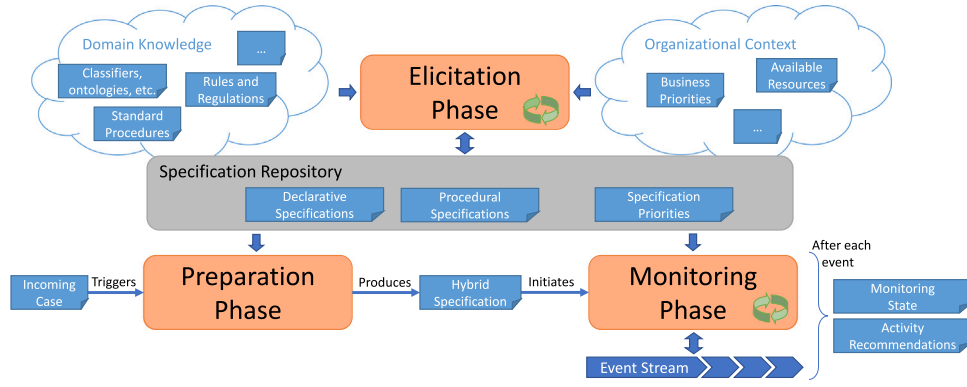 Domain Knowledge
...
Classifiers,
ontologies, etc.
Rules and
Regulations
Standard
Procedures
Elicitation
Phase
Organizational Context
Business
Priorities
Available
Resources
...
Specification Repository
Declarative
Specifications
Procedural
Specifications
Specification
Priorities
Incoming
Case
Triggers
Preparation
Phase
Produces
Hybrid
Specification
Initiates
Monitoring
Phase
After each
event
Monitoring
State
Activity
Recommendations
Event Stream